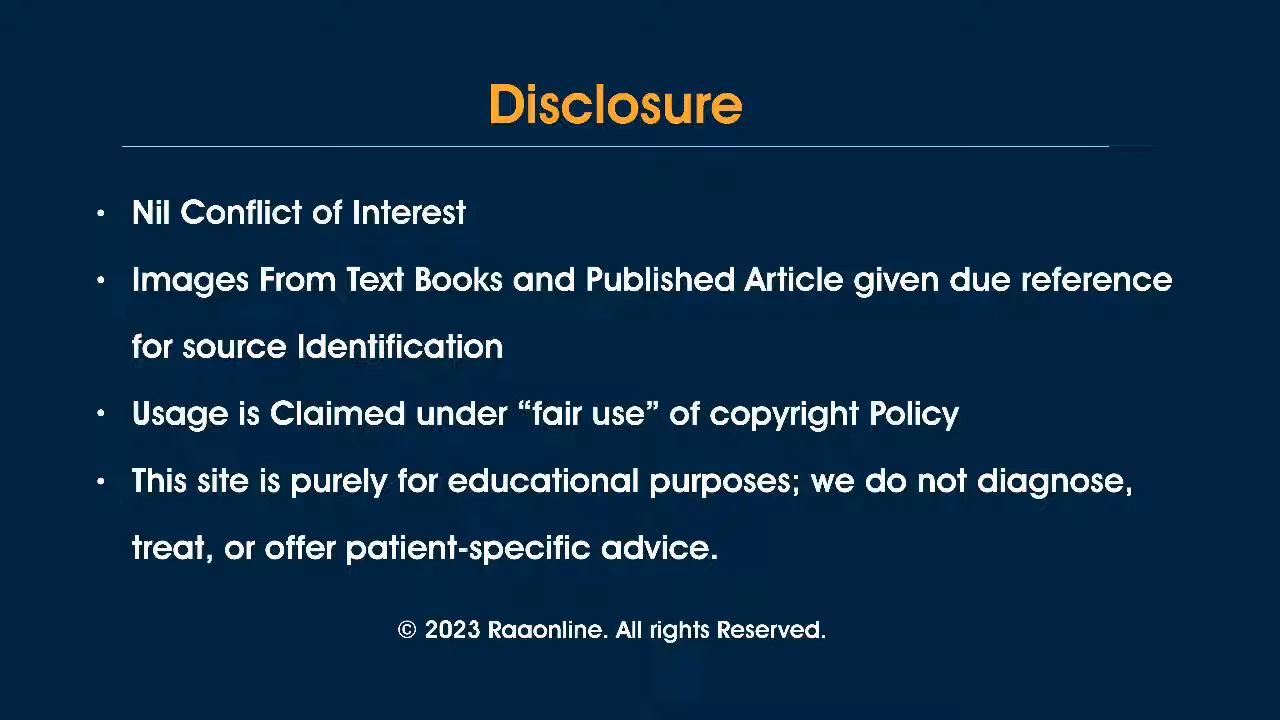 Disclosure
• Nil Conflict of Interest
• Images From Text Books and Published Article given due reference
for source Identification
• Usage is Claimed under “fair use” of copyright Policy
• This site is purely for educational purposes; we do not diagnose,
treat, or offer patient-specific advice.
© 2023 Raaonline. All rights Reserved.